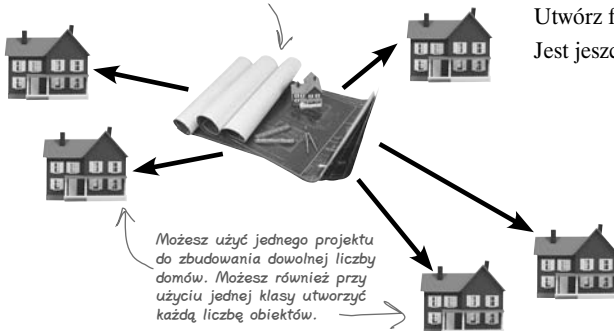 Utwórz f
Jest jeszc
Możesz użyć jednego projektu
do zbudowania dowolnej liczby
domów. Możesz również przy
użyciu jednej klasy utworzyć
każdą liczbę obiektów.